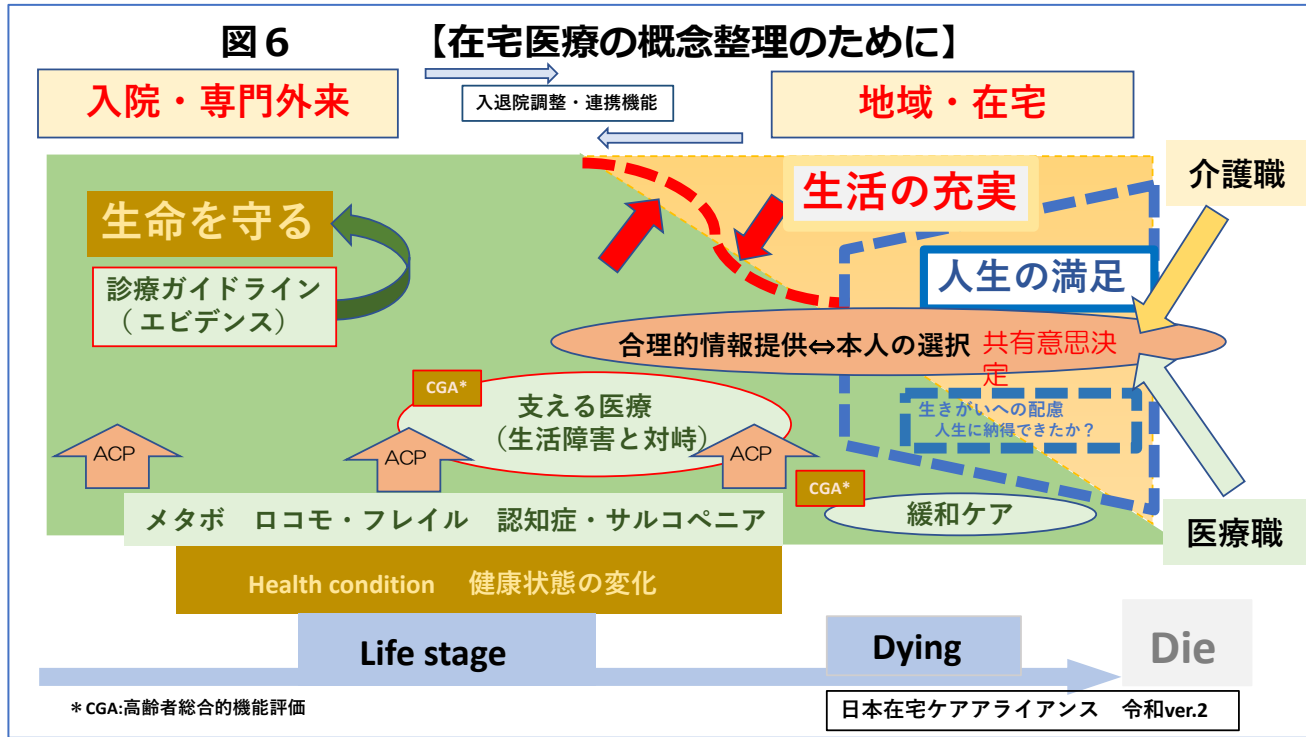 図６　【在宅医療の概念整理のために】
入院・専門外来
入退院調整・連携機能
地域・在宅
生命を守る
診療ガイドライン
（ エビデンス）
生活の充実
介護職
人生の満足
合理的情報提供⇔本人の選択 共有意思決
定
CGA*
支える医療
（生活障害と対峙）
生きがいへの配慮
人生に納得できたか？
ACP
ACP
ACP
CGA*
メタボ　ロコモ・フレイル　認知症・サルコペニア
緩和ケア
医療職
Health condition　健康状態の変化
Life stage
Dying
Die
＊CGA:高齢者総合的機能評価
日本在宅ケアアライアンス　令和ver.2